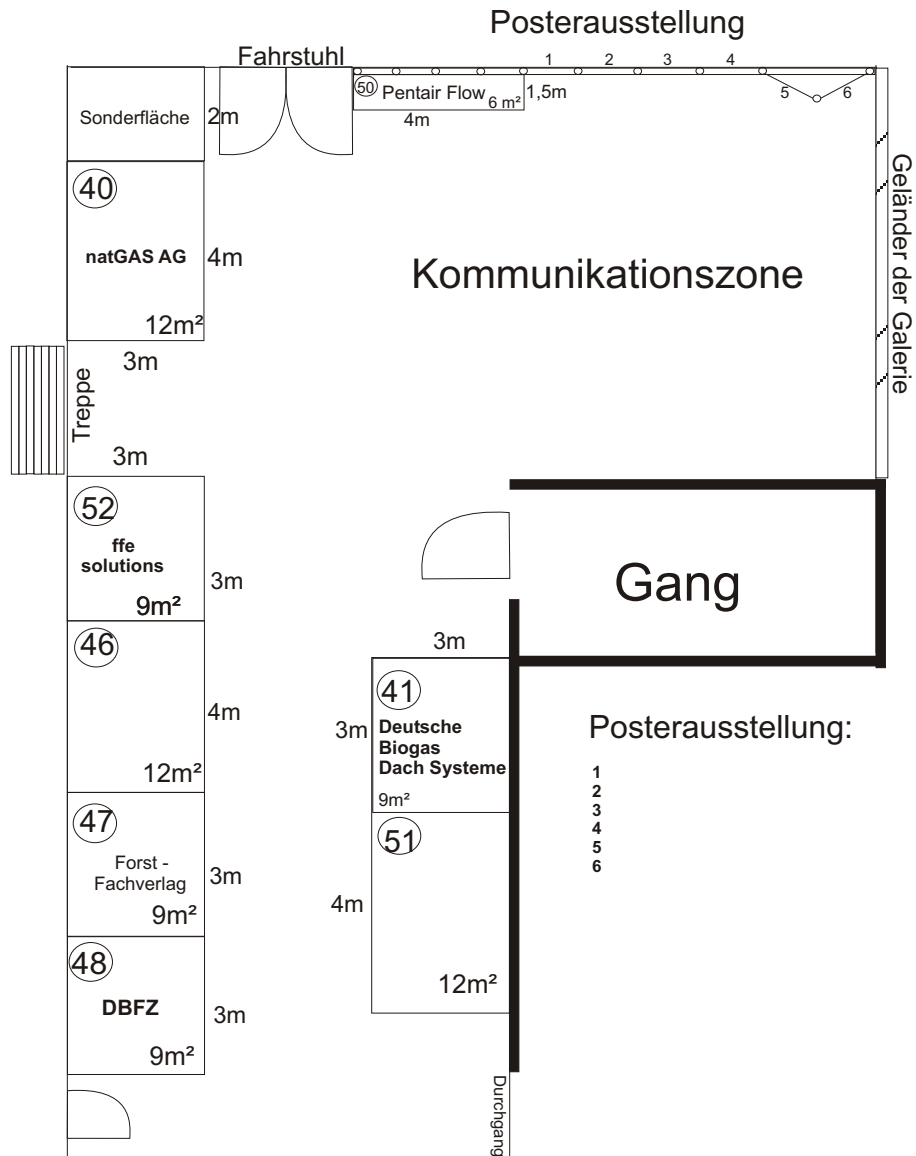 Posterausstellung
Fahrstuhl
1 2 3 4
50 Pentair Flow 6 m² 1,5m
4m
5 6
Sonderfläche 2m
Geländer der Galerie
40
natGAS AG 4m
12m²
3m
Kommunikationszone
Treppe
3m
52
ffe
solutions
3m
9m²
Gang
46
4m
12m²
3m
41
3m
Deutsche
Biogas
Dach Systeme
9m²
Posterausstellung:
1
2
3
4
5
6
47
Forst -
Fachverlag
3m
9m²
51
4m
12m²
48
DBFZ
3m
9m²
Durchgang